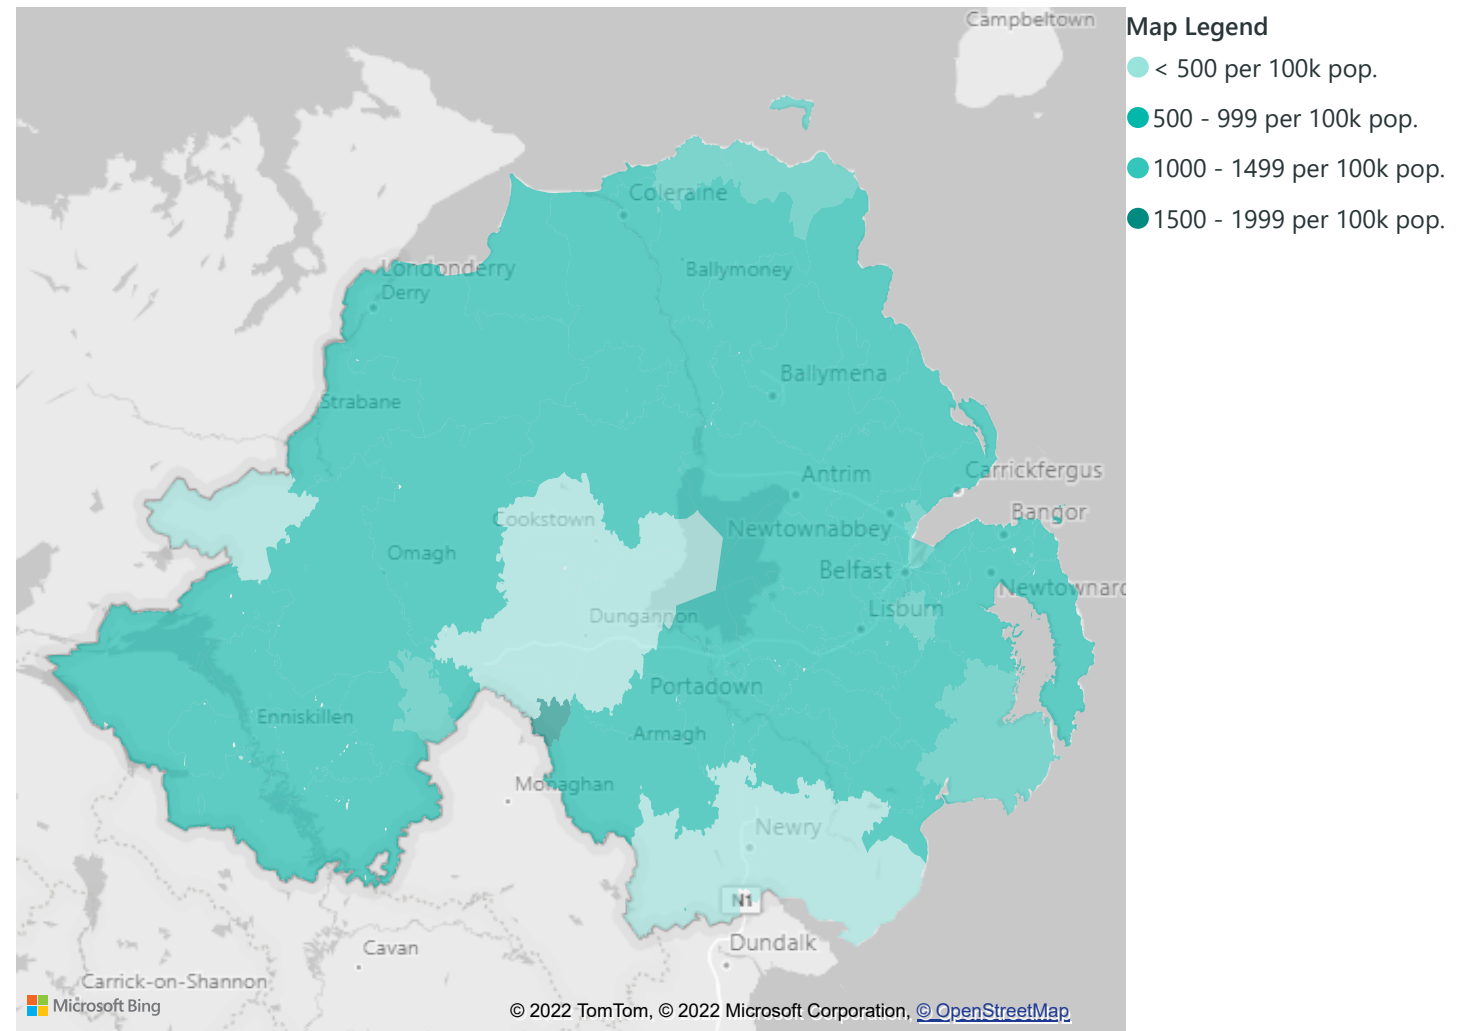 Campbeltown
Map Legend
< 500 per 100k pop.
500 - 999 per 100k pop.
1000 - 1499 per 100k pop.
1500 - 1999 per 100k pop.
Coleraine
Londonderry
Derry
Ballymoney
Ballymena
Strabane
Antrim
Carrickfergus
Bangor
Cookstown
Newtownabbey
Omagh
Belfast
Newtownard
Dungannon
Lisburn
Portadown
Enniskillen
Armagh
Monaghan
Newry
N1
Dundalk
Cavan
Carrick-on-Shannon
Microsoft Bing
© 2022 TomTom, © 2022 Microsoft Corporation, © OpenStreetMap